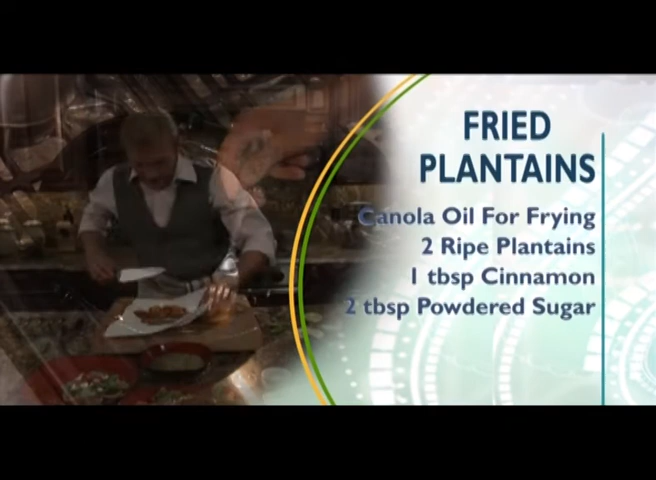 FRIED
PLANTAINS
Canola Oil For Frying
2 Ripe Plantains
1 tbsp Cinnamon
2 tbsp Powdered Sugar